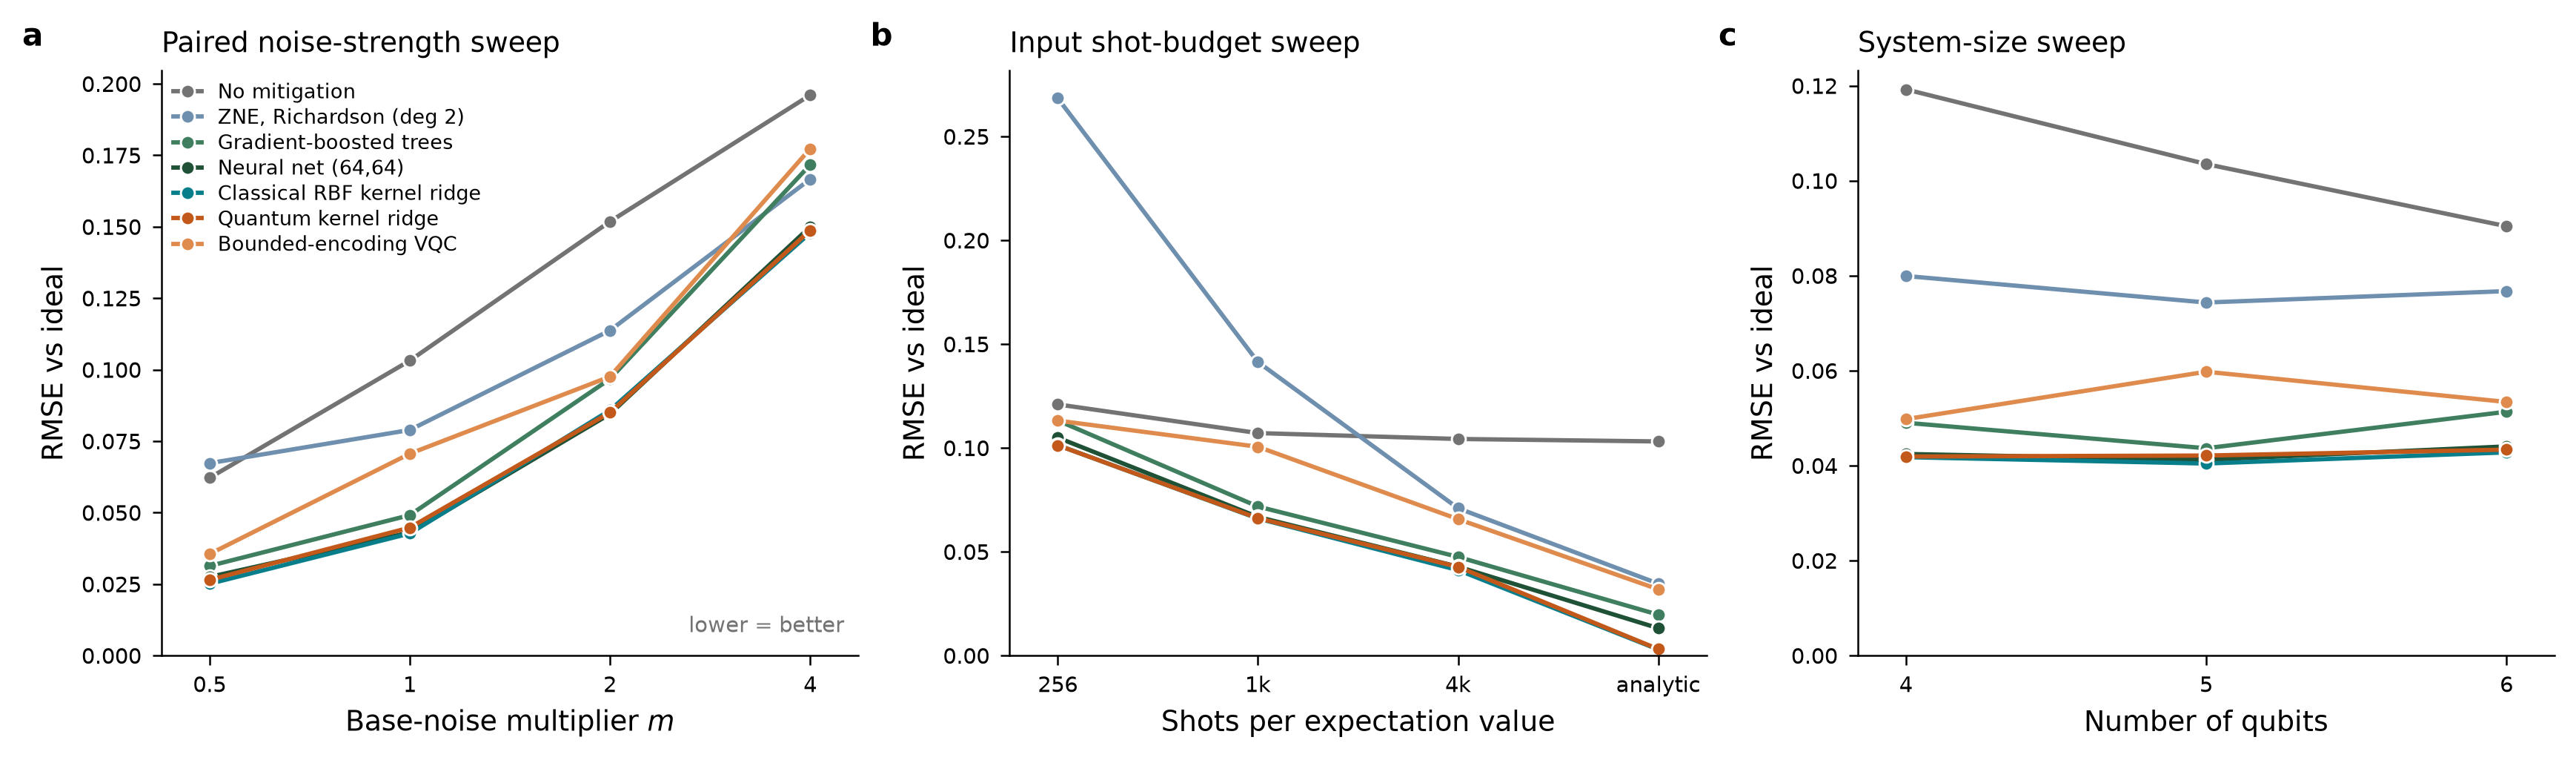 a
Paired noise-strength sweep
RMSE vs ideal
0.200
0.175
0.150
0.125
0.100
0.075
0.050
0.025
0.000
No mitigation
ZNE, Richardson (deg 2)
Gradient-boosted trees
Neural net (64,64)
Classical RBF kernel ridge
Quantum kernel ridge
Bounded-encoding VQC
lower = better
0.5 1 2 4
Base-noise multiplier m
b
Input shot-budget sweep
RMSE vs ideal
0.25
0.20
0.15
0.10
0.05
0.00
256 1k 4k analytic
Shots per expectation value
c
System-size sweep
RMSE vs ideal
0.12
0.10
0.08
0.06
0.04
0.02
0.00
4 5 6
Number of qubits